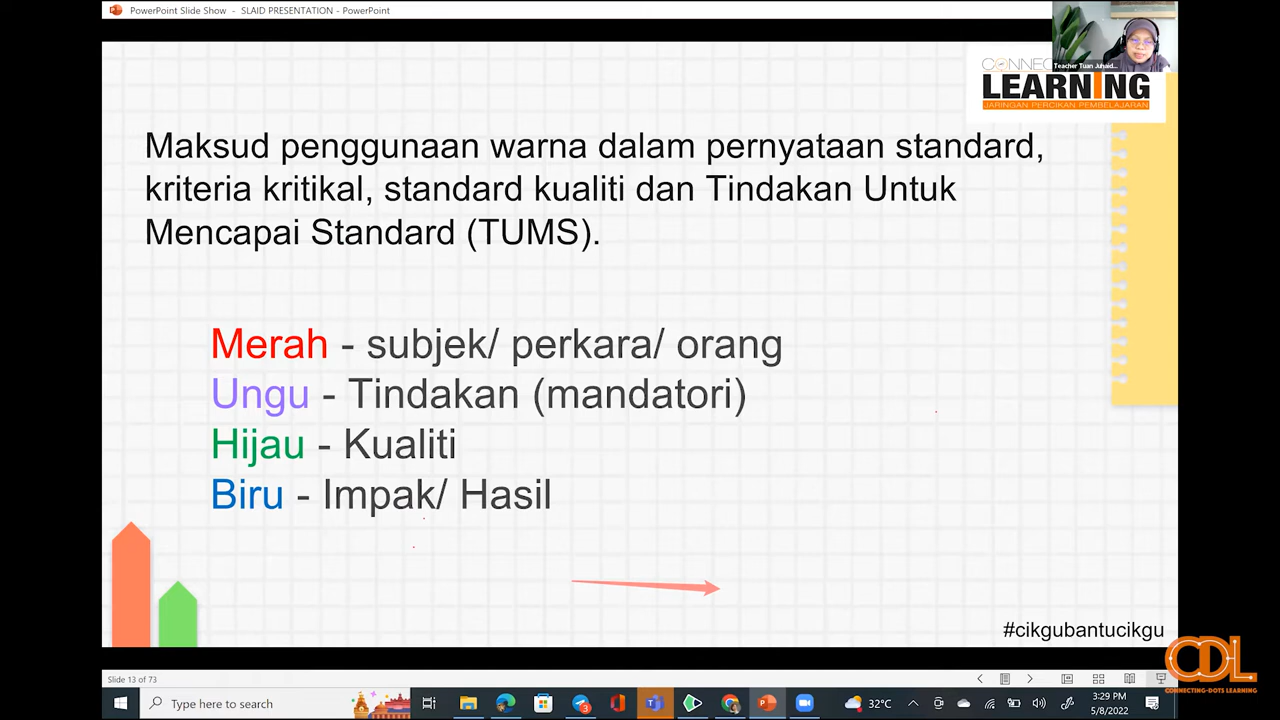 PowerPoint Slide Show - SLAID PRESENTATION - PowerPoint
Teacher Tuan Juhaid...
LEARNING
JARINGAN PERCIKAN PEMBELAJARAN
Maksud penggunaan warna dalam pernyataan standard,
kriteria kritikal, standard kualiti dan Tindakan Untuk
Mencapai Standard (TUMS).
Merah - subjek/ perkara/ orang
Ungu - Tindakan (mandatori)
Hijau - Kualiti
Biru - Impak/ Hasil
#cikgubantucikgu
CDL
CONNECTING-DOTS LEARNING
Slide 13 of 73
Type here to search
32°C
3:29 PM
5/8/2022